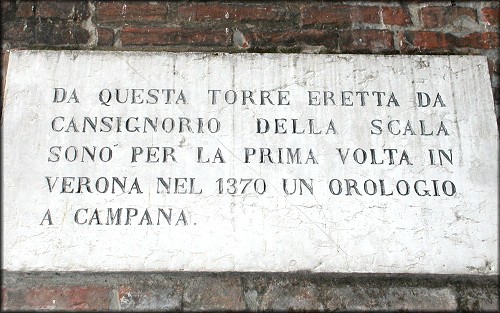 DA QUESTA TORRE ERETTA DA
CANSIGNORIO DELLA SCALA
SONÒ PER LA PRIMA VOLTA IN
VERONA NEL 1370 UN OROLOGIO
A CAMPANA.